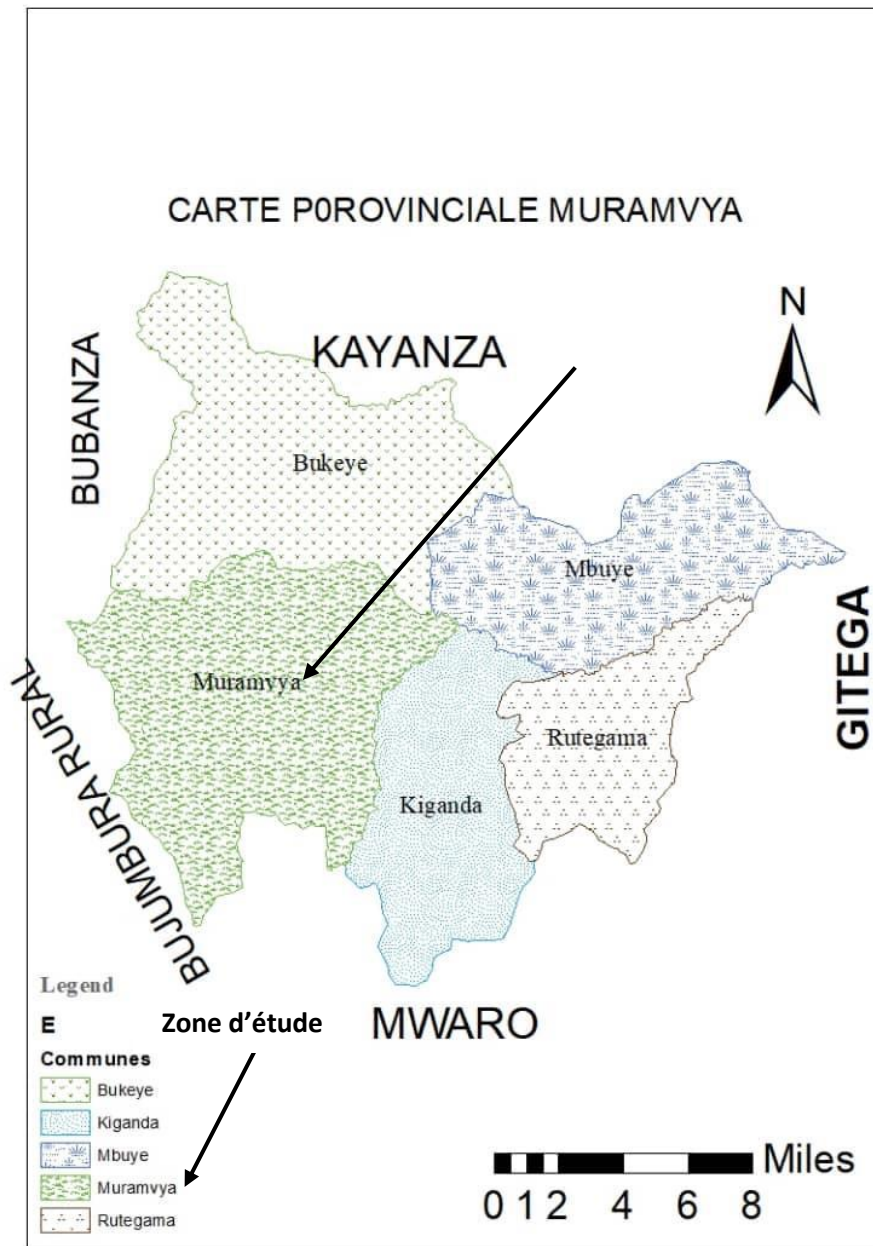 CARTE P0ROVINCIALE MURAMVYA
N
KAYANZA
BUBANZA
Bukeye
Mbuye
GITEGA
Muramvya
Rutegama
Kiganda
BUJUMBURA RURAL
Legend
E
Zone d'étude
MWARO
Communes
Bukeye
Kiganda
Mbuye
Muramvya
Rutegama
Miles
0 1 2 4 6 8